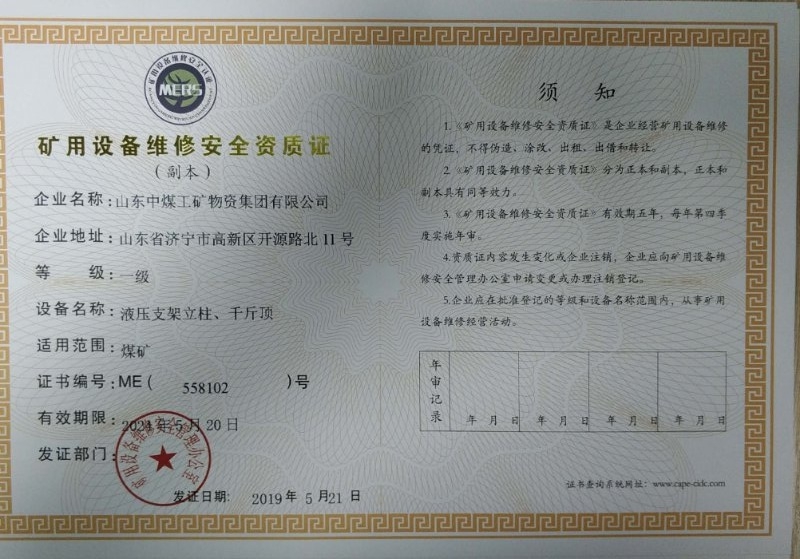 MERS
矿用设备维修安全资质证
(副本)
企业名称:山东中煤工矿物资集团有限公司
企业地址:山东省济宁市高新区开源路北11号
等 级:一级
设备名称:液压支架立柱、千斤顶
适用范围:煤矿
证书编号:ME( 558102 )号
有效期限:2024年5月20日
发证部门:
发证日期: 2019年5月21日
须 知
1.《矿用设备维修安全资质证》是企业经营矿用设备维修
的凭证,不得伪造、涂改、出租、出借和转让。
2.《矿用设备维修安全资质证》分为正本和副本,正本和
副本具有同等效力。
3.《矿用设备维修安全资质证》有效期五年,每年第四季
度实施年审。
4.资质证内容发生变化或企业注销,企业应向矿用设备维
修安全管理办公室申请变更或办理注销登记。
5.企业应在批准登记的等级和设备名称范围内,从事矿用
设备维修经营活动。
年审记录
年 月 日 年 月 日 年 月 日 年 月 日
证书查询系统网址:www.cape-cidc.com